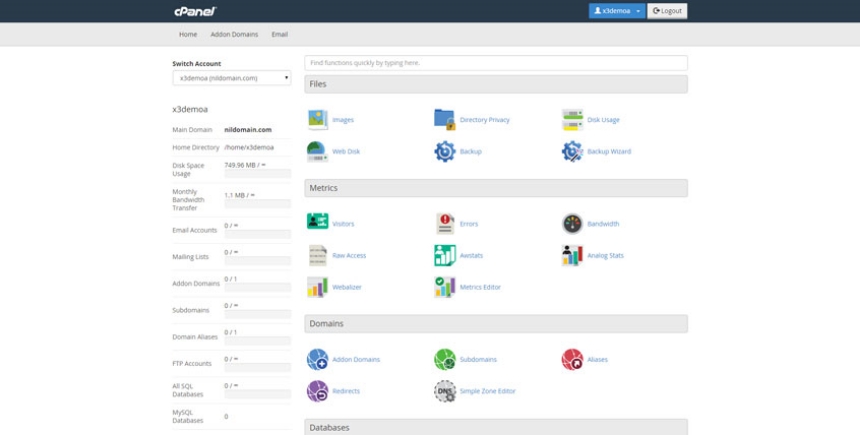 cPanel
x3demoa
Logout
Home Addon Domains Email
Switch Account
x3demoa (nildomain.com)
x3demoa
Main Domain nildomain.com
Home Directory /home/x3demoa
Disk Space Usage 749.96 MB / ∞
Monthly Bandwidth Transfer 1.1 MB / ∞
Email Accounts 0 / ∞
Mailing Lists 0 / ∞
Addon Domains 0 / 1
Subdomains 0 / ∞
Domain Aliases 0 / 1
FTP Accounts 0 / ∞
All SQL Databases 0 / ∞
MySQL Databases 0
Find functions quickly by typing here.
Files
Images Directory Privacy Disk Usage
Web Disk Backup Backup Wizard
Metrics
Visitors Errors Bandwidth
Raw Access Awstats Analog Stats
Webalizer Metrics Editor
Domains
Addon Domains Subdomains Aliases
Redirects DNS Simple Zone Editor
Databases